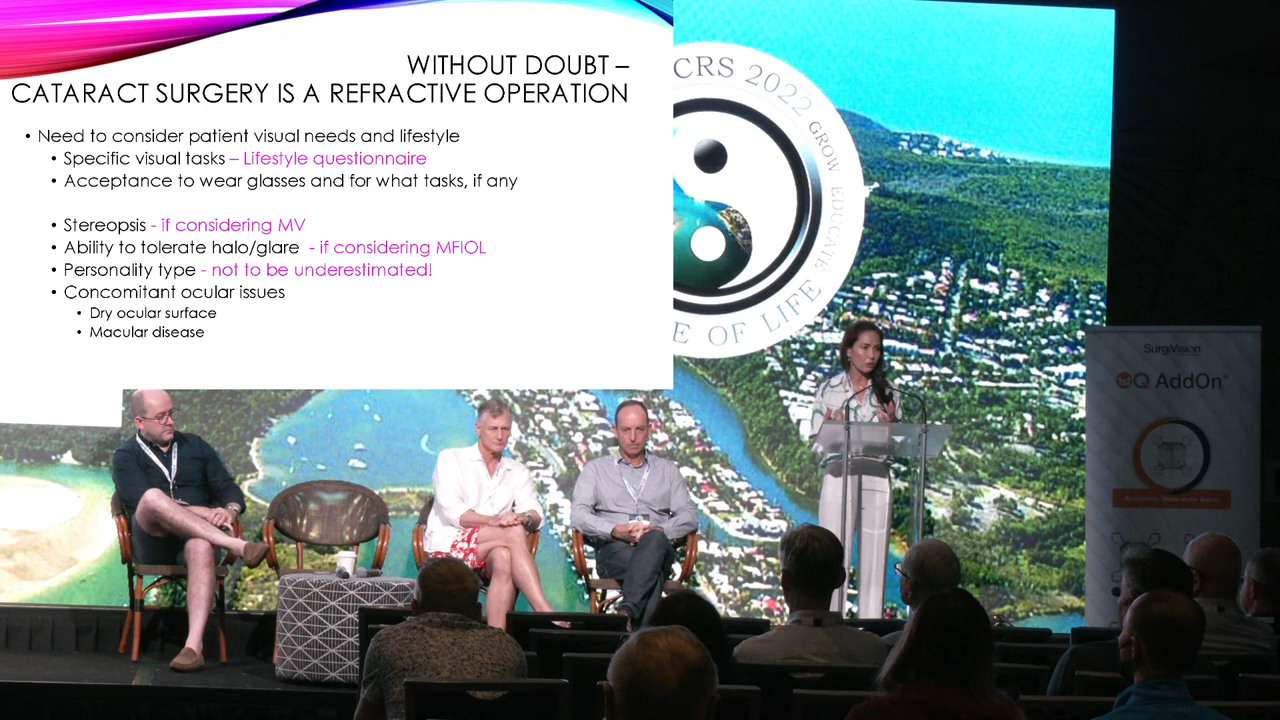 WITHOUT DOUBT –
CATARACT SURGERY IS A REFRACTIVE OPERATION
• Need to consider patient visual needs and lifestyle
• Specific visual tasks – Lifestyle questionnaire
• Acceptance to wear glasses and for what tasks, if any
• Stereopsis - if considering MV
• Ability to tolerate halo/glare - if considering MFIOL
• Personality type - not to be underestimated!
• Concomitant ocular issues
• Dry ocular surface
• Macular disease
CRS 2022
GROW EDUCATE
E OF LIFE
SurgiVision
1stQ AddOn®